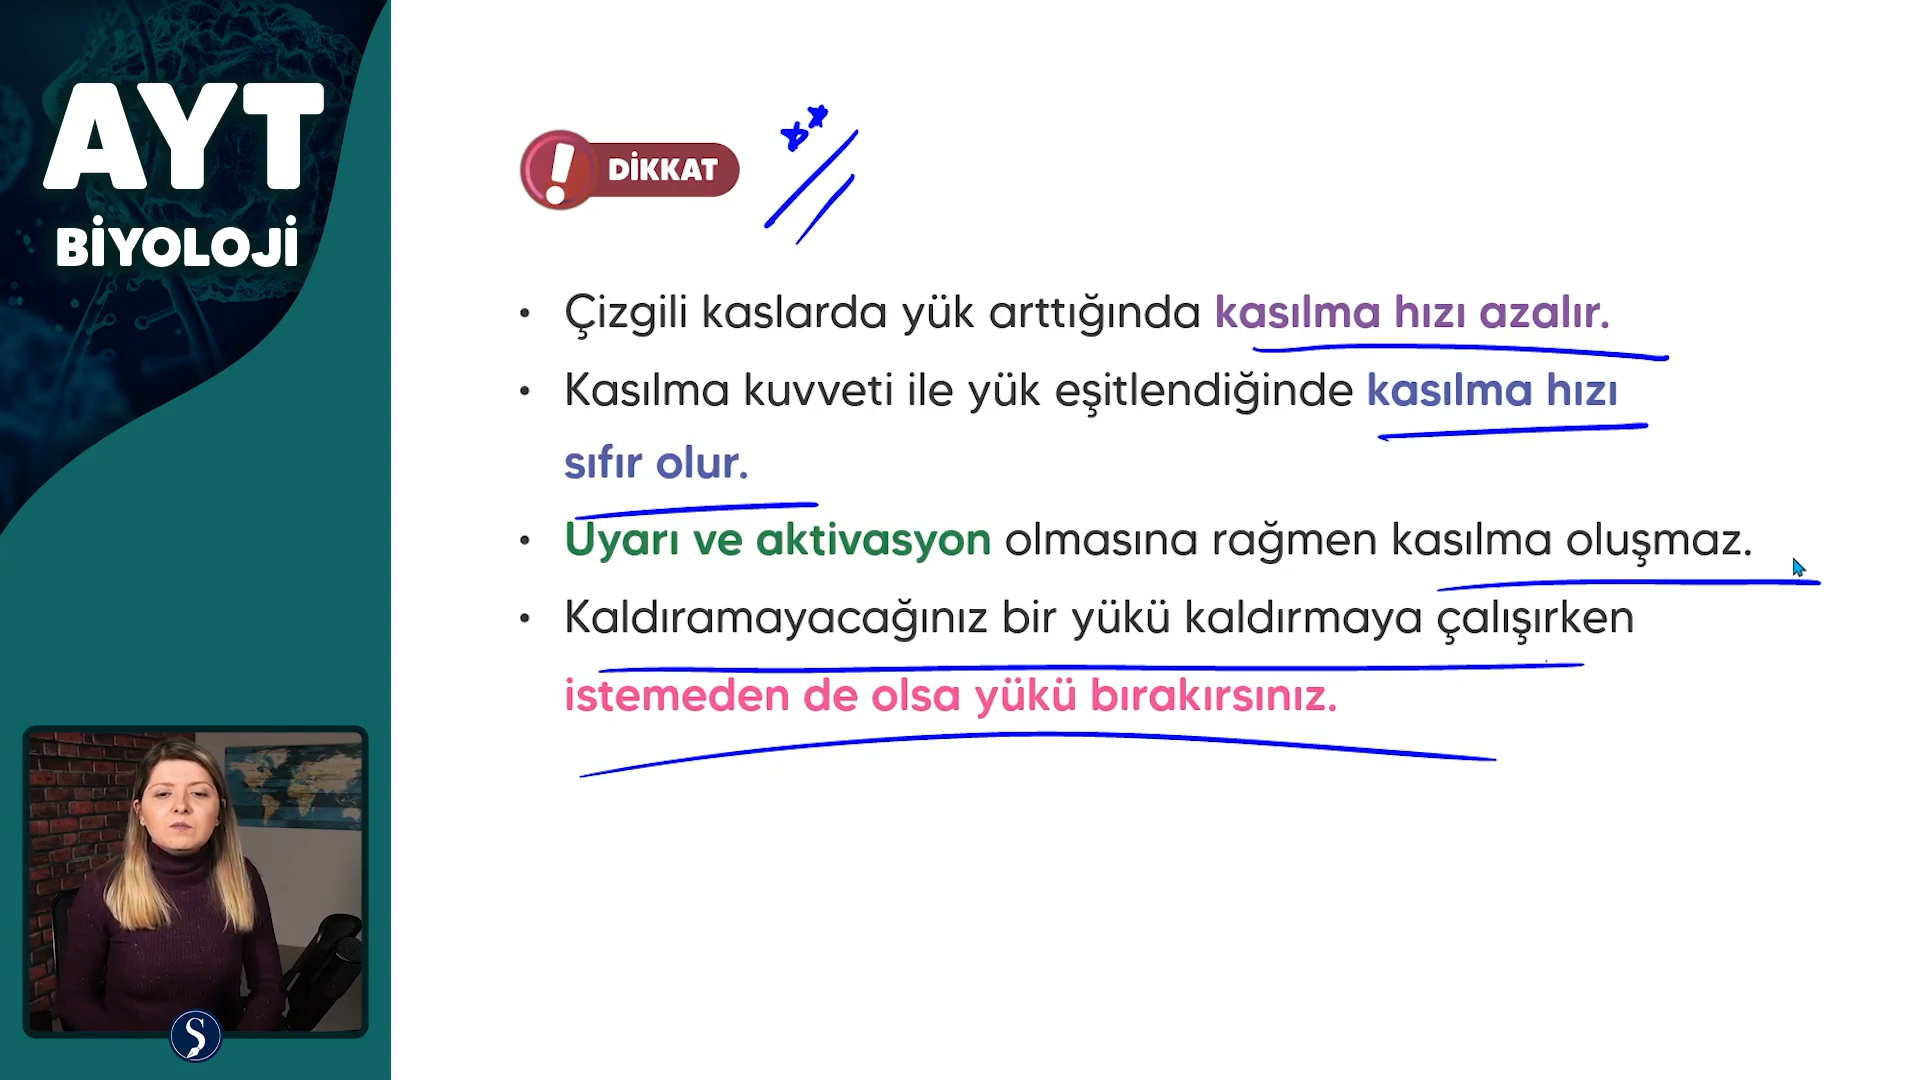 AYT
BİYOLOJİ
DİKKAT
• Çizgili kaslarda yük arttığında kasılma hızı azalır.
• Kasılma kuvveti ile yük eşitlendiğinde kasılma hızı
sıfır olur.
• Uyarı ve aktivasyon olmasına rağmen kasılma oluşmaz.
• Kaldıramayacağınız bir yükü kaldırmaya çalışırken
istemeden de olsa yükü bırakırsınız.
S